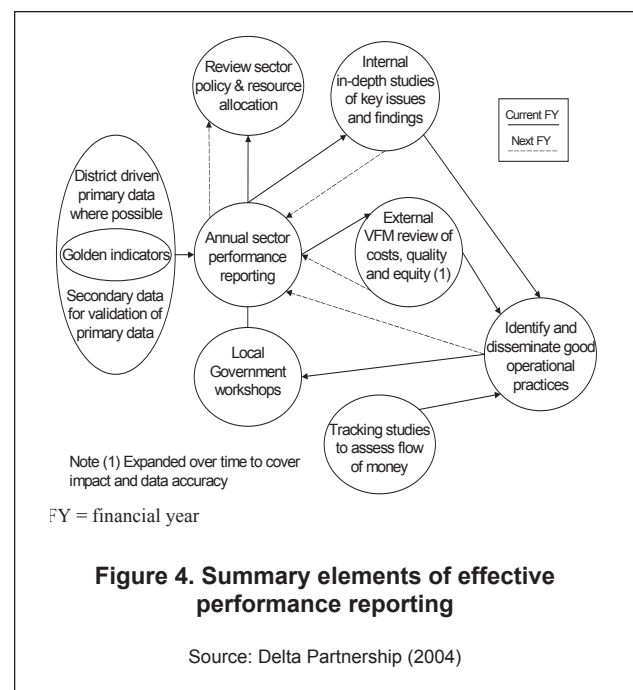 Review sector
policy & resource
allocation
Internal
in-depth studies
of key issues
and findings
Current FY
Next FY
District driven
primary data
where possible
Golden indicators
Secondary data
for validation of
primary data
Annual sector
performance
reporting
External
VFM review of
costs, quality
and equity (1)
Identify and
disseminate good
operational
practices
Local
Government
workshops
Tracking studies
to assess flow
of money
Note (1) Expanded over time to cover
impact and data accuracy
FY = financial year
Figure 4. Summary elements of effective
performance reporting
Source: Delta Partnership (2004)